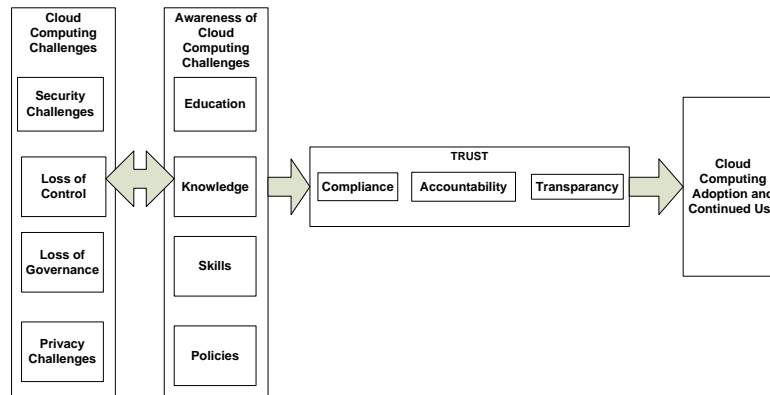 Cloud
Computing
Challenges
Security
Challenges
Loss of
Control
Loss of
Governance
Privacy
Challenges
Awareness of
Cloud
Computing
Challenges
Education
Knowledge
Skills
Policies
TRUST
Compliance
Accountability
Transparancy
Cloud
Computing
Adoption and
Continued Us